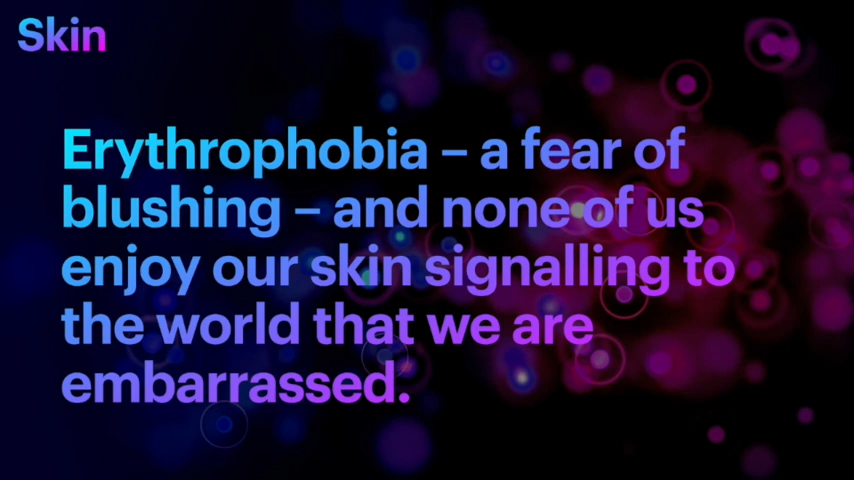 Skin
Erythrophobia – a fear of
blushing – and none of us
enjoy our skin signalling to
the world that we are
embarrassed.